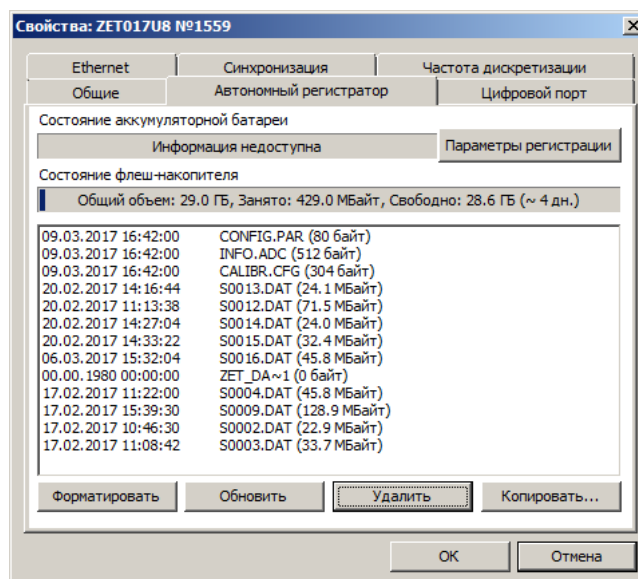 Свойства: ZET017U8 №1559
Ethernet Синхронизация Частота дискретизации
Общие Автономный регистратор Цифровой порт
Состояние аккумуляторной батареи
Информация недоступна Параметры регистрации
Состояние флеш-накопителя
Общий объем: 29.0 ГБ, Занято: 429.0 МБайт, Свободно: 28.6 ГБ (~ 4 дн.)
09.03.2017 16:42:00 CONFIG.PAR (80 байт)
09.03.2017 16:42:00 INFO.ADC (512 байт)
09.03.2017 16:42:00 CALIBR.CFG (304 байт)
20.02.2017 14:16:44 S0013.DAT (24.1 МБайт)
20.02.2017 11:13:38 S0012.DAT (71.5 МБайт)
20.02.2017 14:27:04 S0014.DAT (24.0 МБайт)
20.02.2017 14:33:22 S0015.DAT (32.4 МБайт)
06.03.2017 15:32:04 S0016.DAT (45.8 МБайт)
00.00.1980 00:00:00 ZET_DA~1 (0 байт)
17.02.2017 11:22:00 S0004.DAT (45.8 МБайт)
17.02.2017 15:39:30 S0009.DAT (128.9 МБайт)
17.02.2017 10:46:30 S0002.DAT (22.9 МБайт)
17.02.2017 11:08:42 S0003.DAT (33.7 МБайт)
Форматировать Обновить Удалить Копировать...
OK Отмена